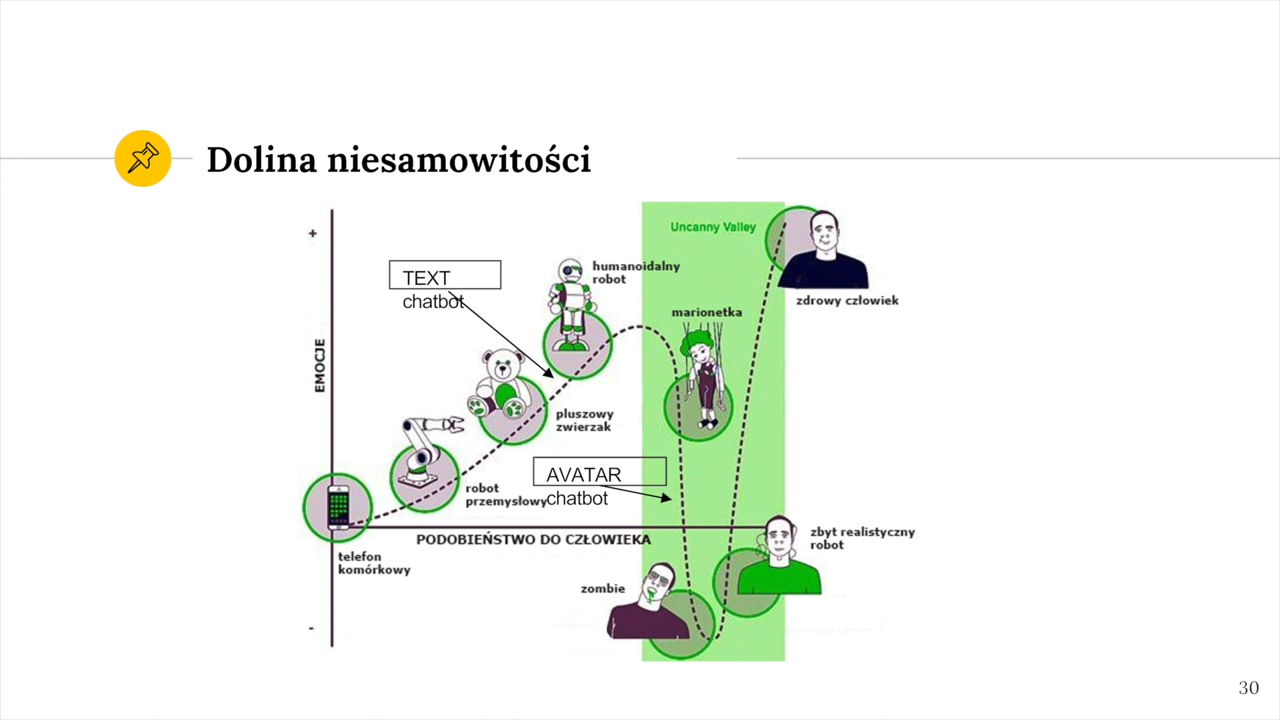 Dolina niesamowitości
Uncanny Valley
+
TEXT
chatbot
humanoidalny
robot
zdrowy człowiek
marionetka
EMOCJE
pluszowy
zwierzak
AVATAR
chatbot
robot
przemysłowy
PODOBIEŃSTWO DO CZŁOWIEKA
zbyt realistyczny
robot
telefon
komórkowy
zombie
-
30